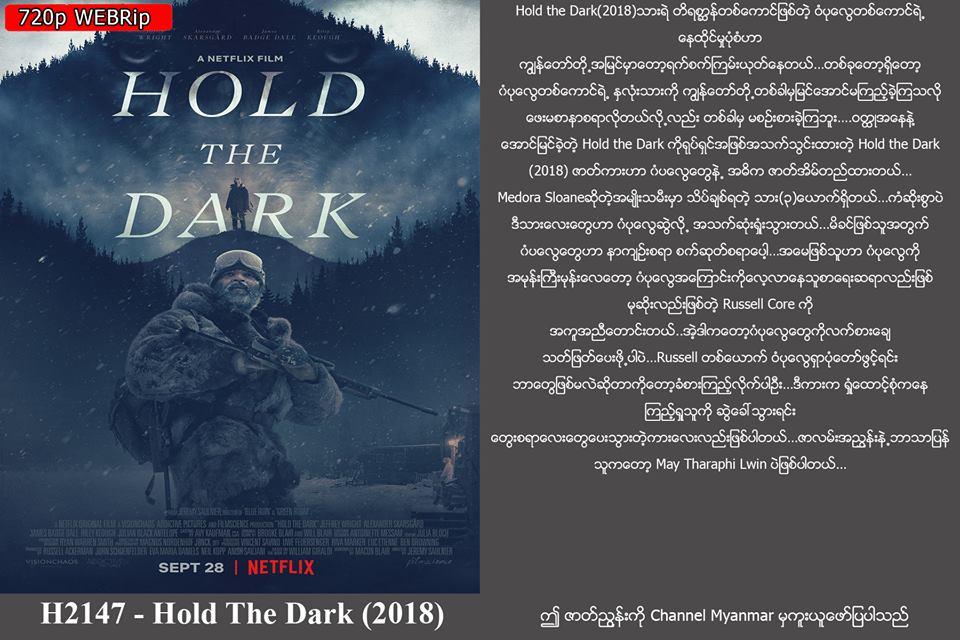 720p WEBRip
WRIGHT SKARSGÅRD BADGE DALE KEOUGH
A NETFLIX FILM
HOLD
THE
DARK
SEPT 28 | NETFLIX
H2147 - Hold The Dark (2018)
Hold the Dark(2018)သားရဲ တိရစ္ဆာန်တစ်ကောင်ဖြစ်တဲ့ ဝံပုလွေတစ်ကောင်ရဲ့
နေထိုင်မှုပုံစံဟာ
ကျွန်တော်တို့အမြင်မှာတော့ရက်စက်ကြမ်းယုတ်နေတယ်...တစ်ခုတော့ရှိတော့
ဝံပုလွေတစ်ကောင်ရဲ့ နှလုံးသားကို ကျွန်တော်တို့တစ်ခါမှမြင်အောင်မကြည့်ခဲ့ကြသလို
ဖေးမစာနာစရာလိုတယ်လို့လည်း တစ်ခါမှ မစဉ်းစားခဲ့ကြဘူး....ဝတ္ထုအနေနဲ့
အောင်မြင်ခဲ့တဲ့ Hold the Dark ကိုရုပ်ရှင်အဖြစ်အသက်သွင်းထားတဲ့ Hold the Dark
(2018) ဇာတ်ကားဟာ ဝံပုလွေတွေနဲ့ အဓိက ဇာတ်အိမ်တည်ထားတယ်...
Medora Sloaneဆိုတဲ့အမျိုးသမီးမှာ သိပ်ချစ်ရတဲ့ သား(၃)ယောက်ရှိတယ်...ကံဆိုးစွာပဲ
ဒီသားလေးတွေဟာ ဝံပုလွေဆွဲလို့ အသက်ဆုံးရှုံးသွားတယ်...မိခင်ဖြစ်သူအတွက်
ဝံပလွေတွေဟာ နာကျဉ်းစရာ စက်ဆုတ်စရာပေါ့...အမေဖြစ်သူဟာ ဝံပုလွေကို
အမုန်းကြီးမုန်းလေတော့ ဝံပုလွေအကြောင်းကိုလေ့လာနေသူစာရေးဆရာလည်းဖြစ်
မုဆိုးလည်းဖြစ်တဲ့ Russell Core ကို
အကူအညီတောင်းတယ်..အဲ့ဒါကတော့ဝံပုလွေတွေကိုလက်စားချေ
သတ်ဖြတ်ပေးဖို့ပါပဲ...Russell တစ်ယောက် ဝံပုလွေရှာပုံတော်ဖွင့်ရင်း
ဘာတွေဖြစ်မလဲဆိုတာကိုတော့ခံစားကြည့်လိုက်ပါဦး...ဒီကားက ရှုံထောင့်စုံကနေ
ကြည့်ရှုသူကို ဆွဲခေါ်သွားရင်း
တွေးစရာလေးတွေပေးသွားတဲ့ကားလေးလည်းဖြစ်ပါတယ်...ဇာလမ်းအညွှန်းနဲ့ဘာသာပြန်
သူကတော့ May Tharaphi Lwin ပဲဖြစ်ပါတယ်...
ဤ ဇာတ်ညွှန်းကို Channel Myanmar မှကူးယူဖော်ပြပါသည်